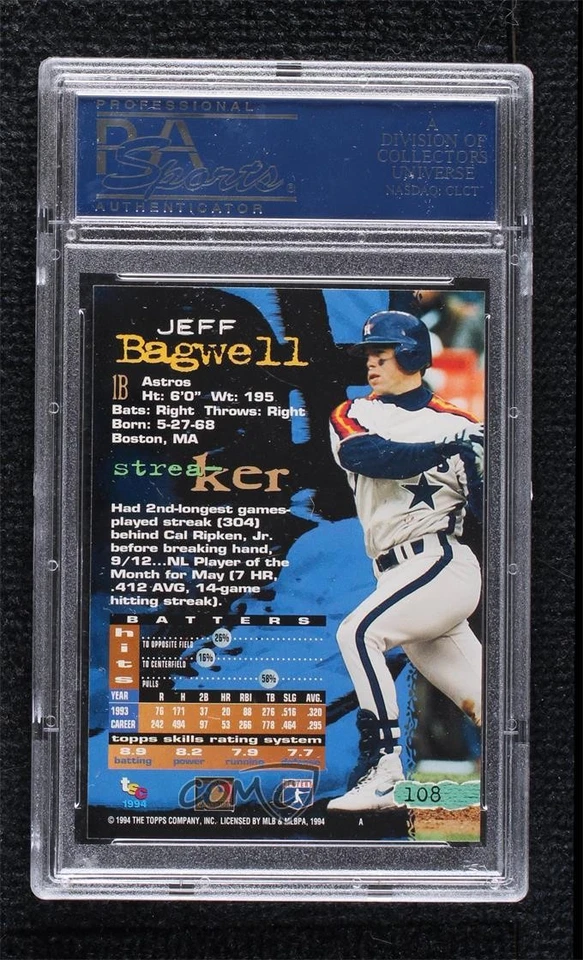 PROFESSIONAL
PSA
Sports
AUTHENTICATOR
A
DIVISION OF
COLLECTORS
UNIVERSE
NASDAQ: CLCT
JEFF
Bagwell
1B Astros
Ht: 6'0" Wt: 195
Bats: Right Throws: Right
Born: 5-27-68
Boston, MA
strea-ker
Had 2nd-longest games-
played streak (304)
behind Cal Ripken, Jr.
before breaking hand,
9/12...NL Player of the
Month for May (7 HR,
.412 AVG, 14-game
hitting streak).
BATTERS
hits
TO OPPOSITE FIELD 26%
TO CENTERFIELD 16%
PULLS 58%
YEAR R H 2B HR RBI TB SLG AVG.
1993 76 171 37 20 88 276 .516 .320
CAREER 242 494 97 53 266 778 .464 .295
topps skills rating system
8.9 8.2 7.9 7.7
batting power running defense
tsc
1994
COMC
108
© 1994 THE TOPPS COMPANY, INC. LICENSED BY MLB & MLBPA, 1994 A